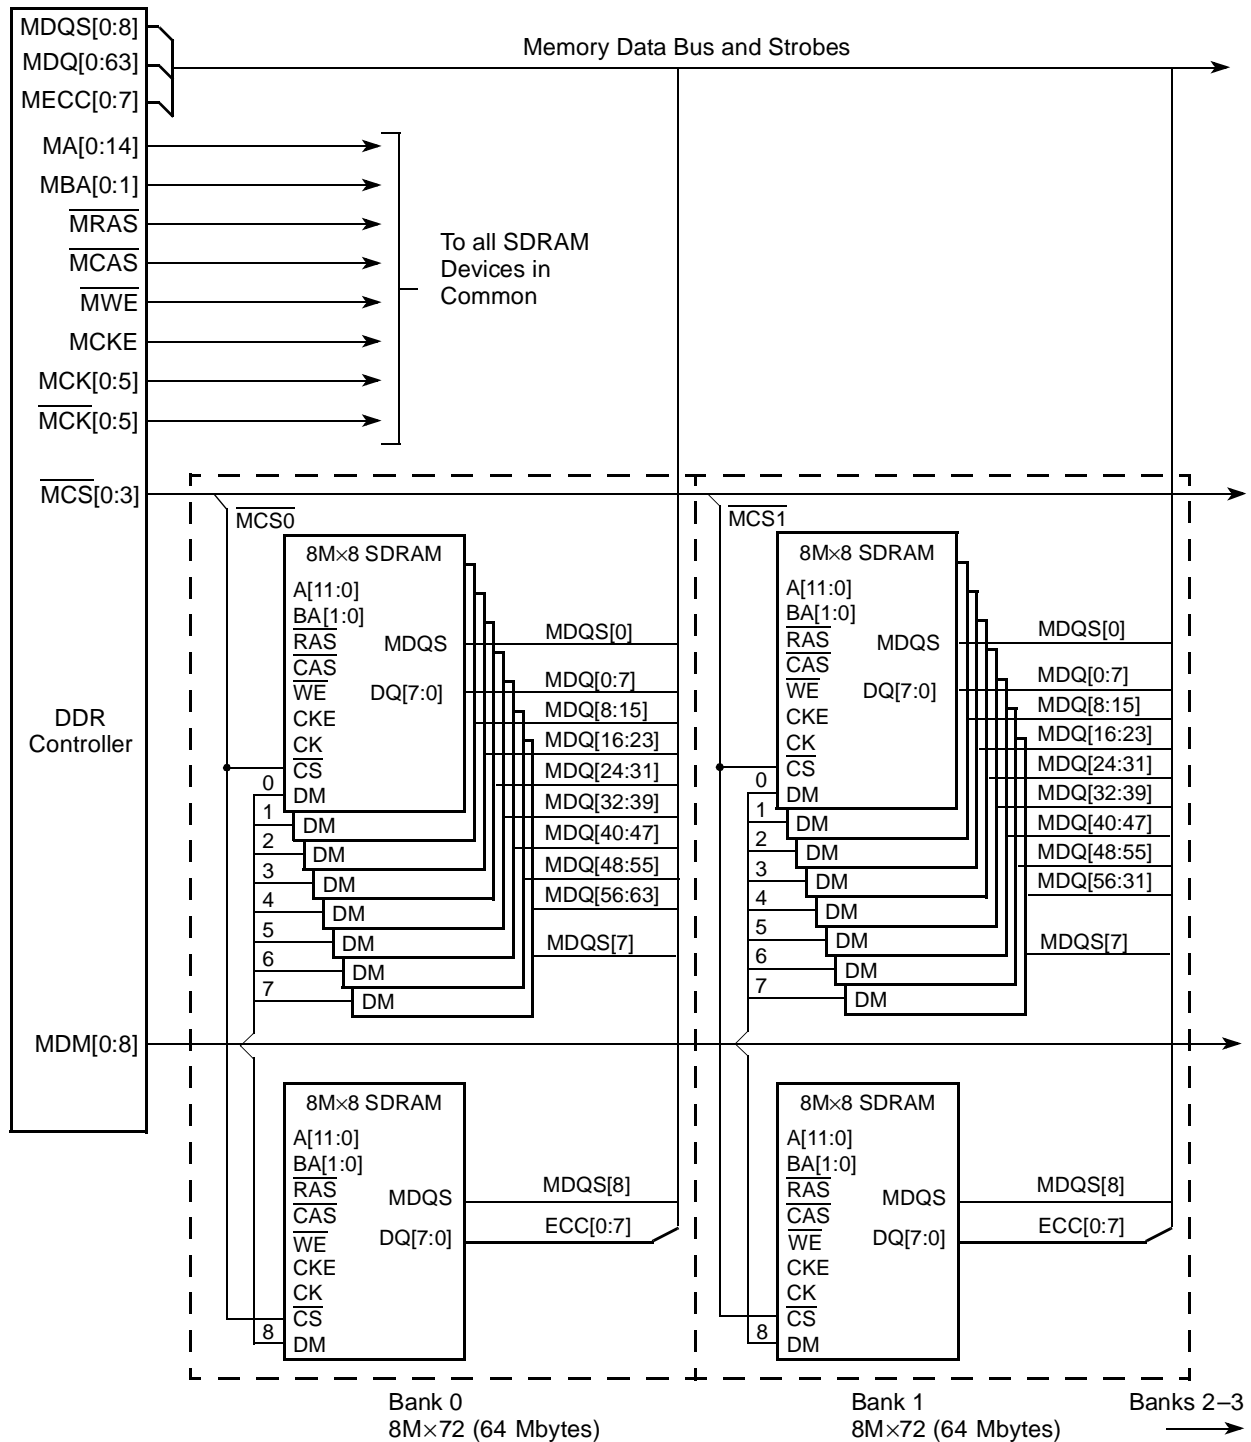 MDQS[0:8]
MDQ[0:63]
MECC[0:7]
Memory Data Bus and Strobes
MA[0:14]
MBA[0:1]
MRAS
MCAS
MWE
MCKE
MCK[0:5]
MCK[0:5]
To all SDRAM
Devices in
Common
MCS[0:3]
DDR
Controller
MDM[0:8]
MCS0
8M×8 SDRAM
A[11:0]
BA[1:0]
RAS
CAS
WE
CKE
CK
CS
DM
MDQS
DQ[7:0]
0
1
2
3
4
5
6
7
DM
DM
DM
DM
DM
DM
DM
MDQS[0]
MDQ[0:7]
MDQ[8:15]
MDQ[16:23]
MDQ[24:31]
MDQ[32:39]
MDQ[40:47]
MDQ[48:55]
MDQ[56:63]
MDQS[7]
MCS1
8M×8 SDRAM
A[11:0]
BA[1:0]
RAS
CAS
WE
CKE
CK
CS
DM
MDQS
DQ[7:0]
0
1
2
3
4
5
6
7
DM
DM
DM
DM
DM
DM
DM
MDQS[0]
MDQ[0:7]
MDQ[8:15]
MDQ[16:23]
MDQ[24:31]
MDQ[32:39]
MDQ[40:47]
MDQ[48:55]
MDQ[56:31]
MDQS[7]
8M×8 SDRAM
A[11:0]
BA[1:0]
RAS
CAS
WE
CKE
CK
CS
DM
8
MDQS
DQ[7:0]
MDQS[8]
ECC[0:7]
8M×8 SDRAM
A[11:0]
BA[1:0]
RAS
CAS
WE
CKE
CK
CS
DM
8
MDQS
DQ[7:0]
MDQS[8]
ECC[0:7]
Bank 0
8M×72 (64 Mbytes)
Bank 1
8M×72 (64 Mbytes)
Banks 2–3